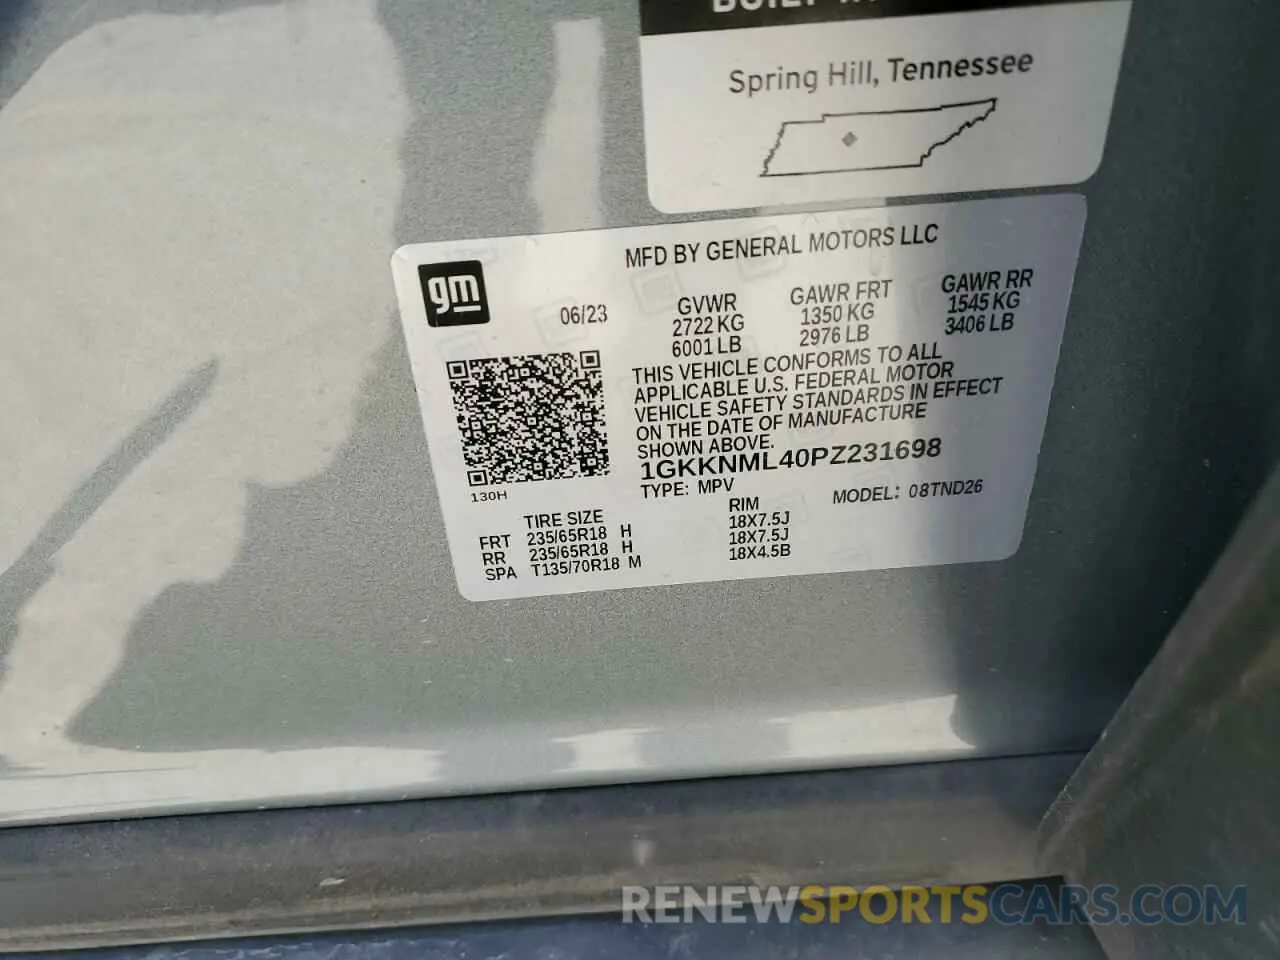 Spring Hill, Tennessee
MFD BY GENERAL MOTORS LLC
gm
06/23
GVWR
2722 KG
6001 LB
GAWR FRT
1350 KG
2976 LB
GAWR RR
1545 KG
3406 LB
THIS VEHICLE CONFORMS TO ALL
APPLICABLE U.S. FEDERAL MOTOR
VEHICLE SAFETY STANDARDS IN EFFECT
ON THE DATE OF MANUFACTURE
SHOWN ABOVE.
1GKKNML40PZ231698
TYPE: MPV
MODEL: 08TND26
130H
TIRE SIZE RIM
FRT 235/65R18 H 18X7.5J
RR 235/65R18 H 18X7.5J
SPA T135/70R18 M 18X4.5B
RENEWSPORTSCARS.COM